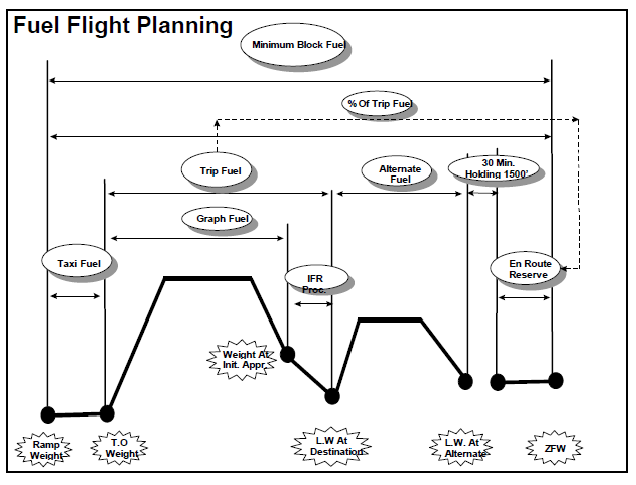 Fuel Flight Planning
Minimum Block Fuel
% Of Trip Fuel
Trip Fuel
Alternate
Fuel
30 Min.
Holding 1500'
Graph Fuel
Taxi Fuel
IFR
Proc.
En Route
Reserve
Weight At
Init. Appr.
Ramp
Weight
T.O
Weight
L.W At
Destination
L.W. At
Alternate
ZFW